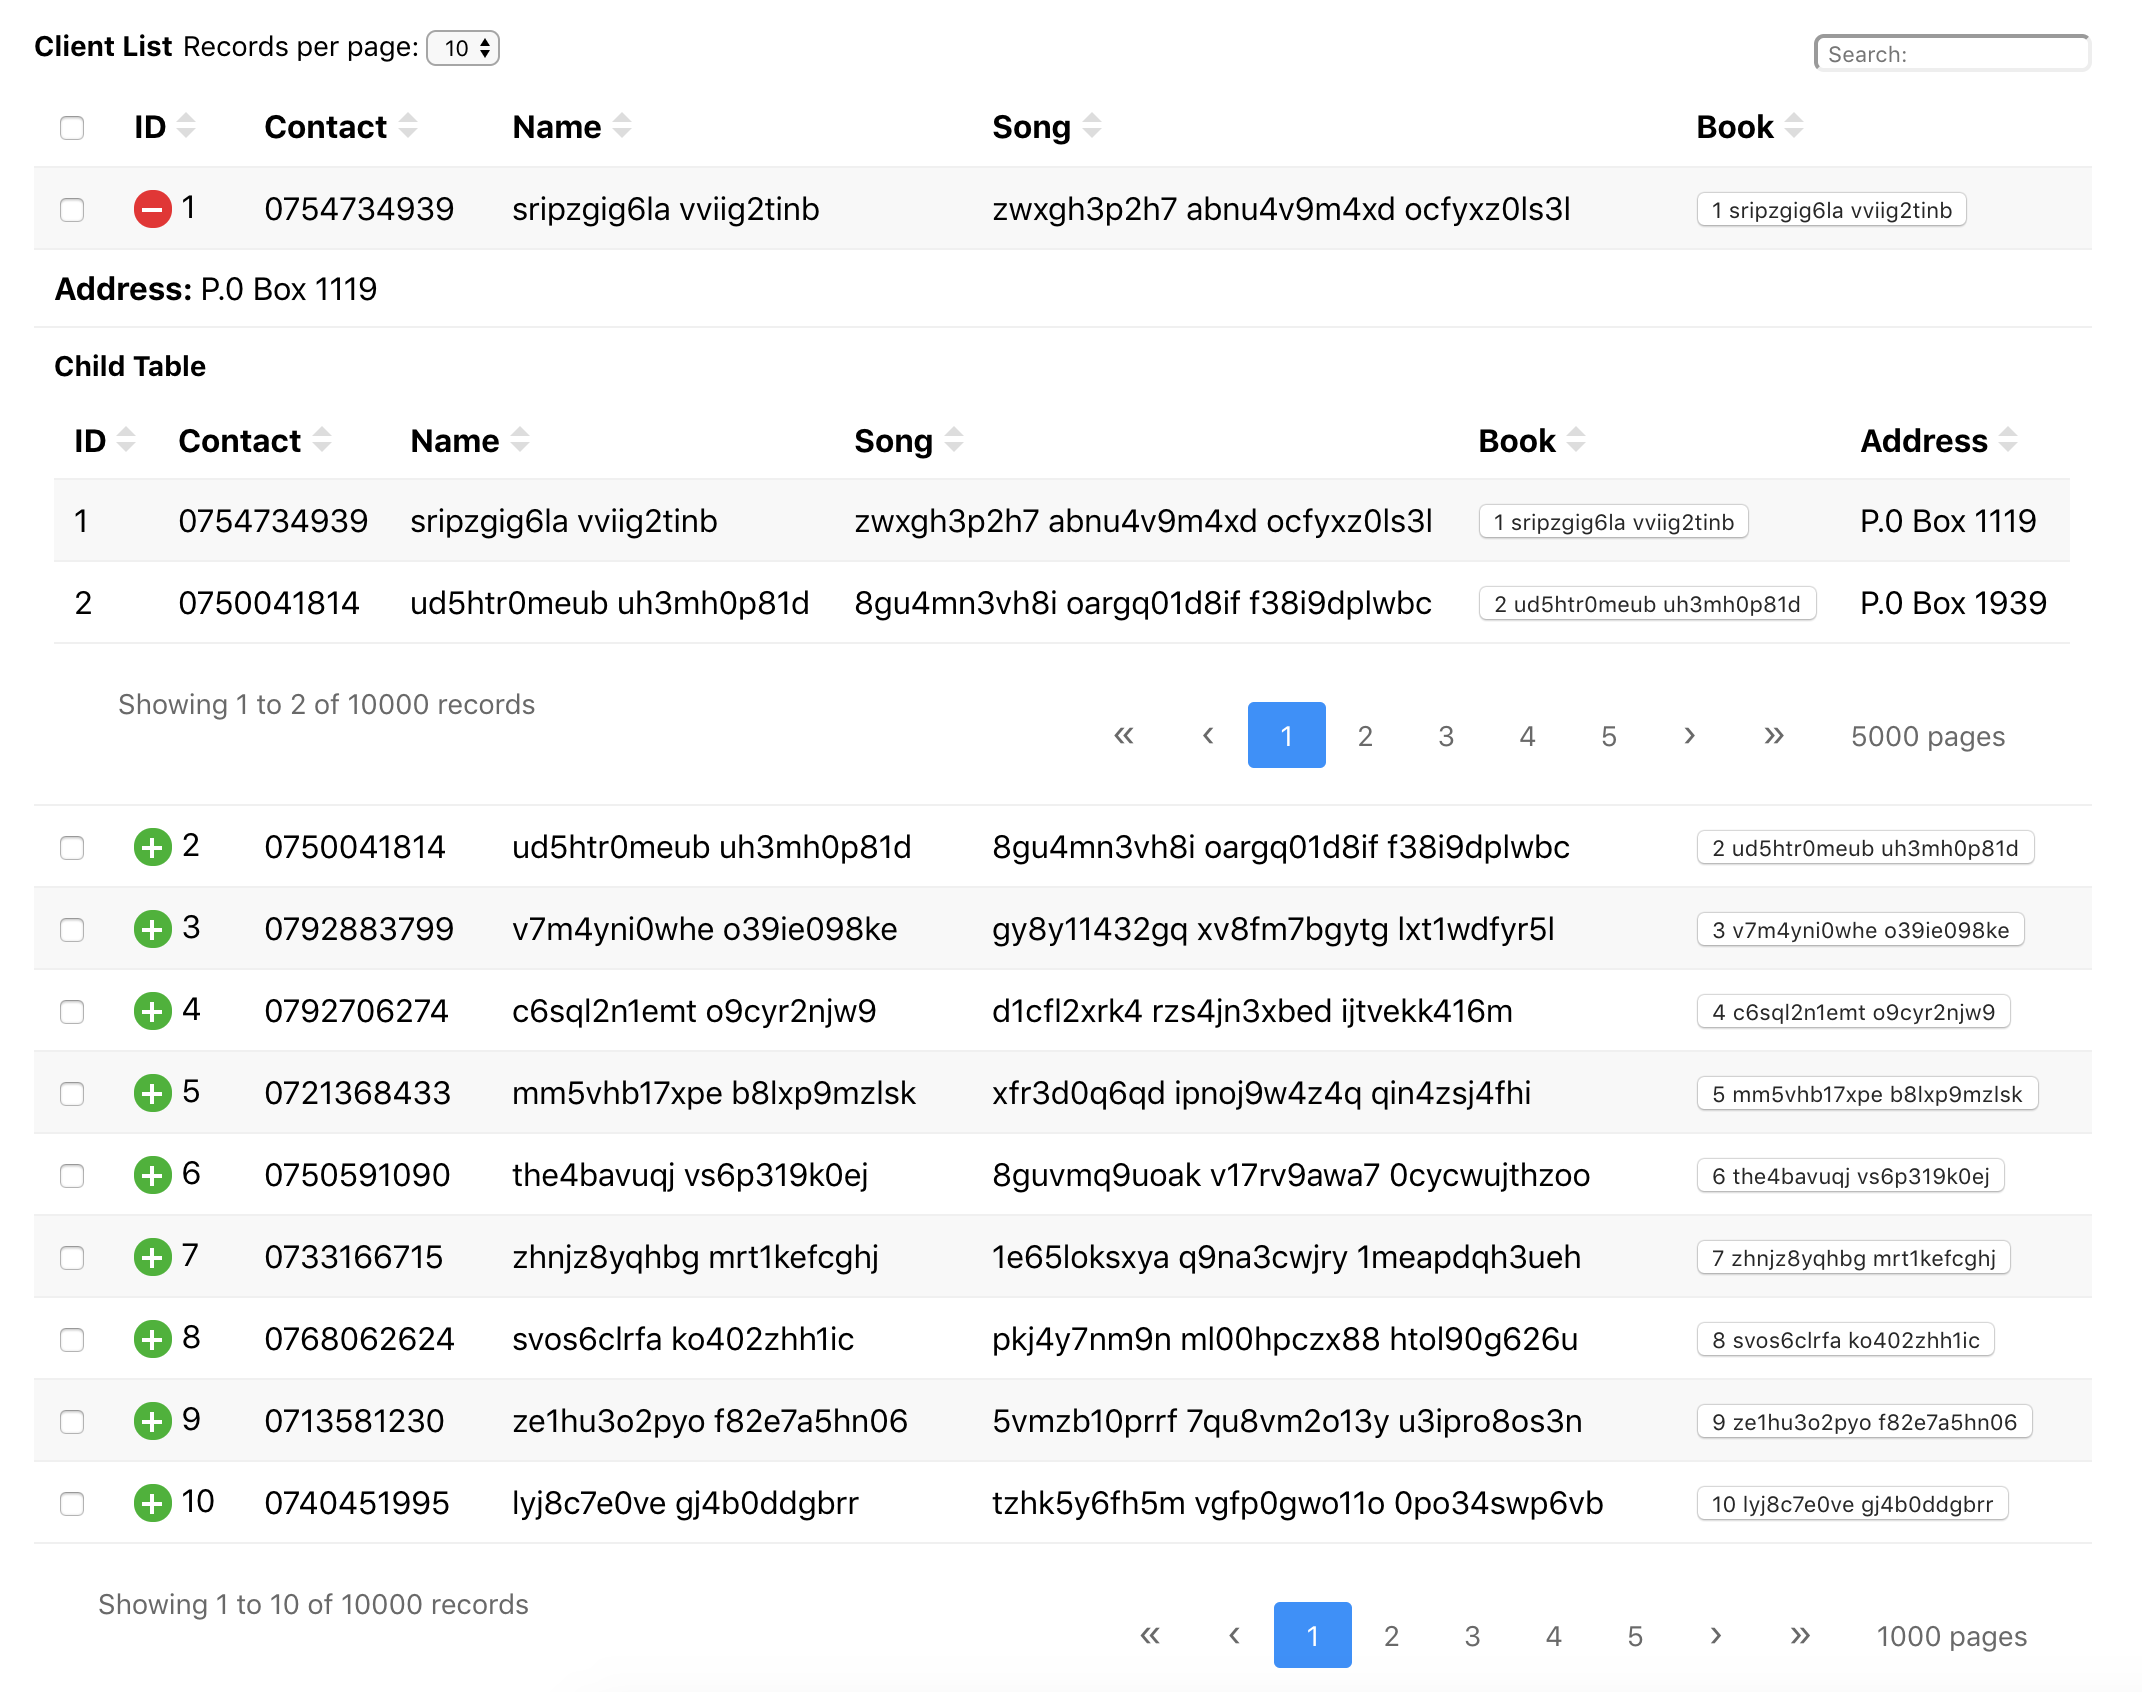 Client List Records per page: 10
Search:
ID Contact Name Song Book
1 0754734939 sripzgig6la vviig2tinb zwxgh3p2h7 abnu4v9m4xd ocfyxz0ls3l 1 sripzgig6la vviig2tinb
Address: P.0 Box 1119
Child Table
ID Contact Name Song Book Address
1 0754734939 sripzgig6la vviig2tinb zwxgh3p2h7 abnu4v9m4xd ocfyxz0ls3l 1 sripzgig6la vviig2tinb P.0 Box 1119
2 0750041814 ud5htr0meub uh3mh0p81d 8gu4mn3vh8i oargq01d8if f38i9dplwbc 2 ud5htr0meub uh3mh0p81d P.0 Box 1939
Showing 1 to 2 of 10000 records
« ‹ 1 2 3 4 5 › » 5000 pages
2 0750041814 ud5htr0meub uh3mh0p81d 8gu4mn3vh8i oargq01d8if f38i9dplwbc 2 ud5htr0meub uh3mh0p81d
3 0792883799 v7m4yni0whe o39ie098ke gy8y11432gq xv8fm7bgytg lxt1wdfyr5l 3 v7m4yni0whe o39ie098ke
4 0792706274 c6sql2n1emt o9cyr2njw9 d1cfl2xrk4 rzs4jn3xbed ijtvekk416m 4 c6sql2n1emt o9cyr2njw9
5 0721368433 mm5vhb17xpe b8lxp9mzlsk xfr3d0q6qd ipnoj9w4z4q qin4zsj4fhi 5 mm5vhb17xpe b8lxp9mzlsk
6 0750591090 the4bavuqj vs6p319k0ej 8guvmq9uoak v17rv9awa7 0cycwujthzoo 6 the4bavuqj vs6p319k0ej
7 0733166715 zhnjz8yqhbg mrt1kefcghj 1e65loksxya q9na3cwjry 1meapdqh3ueh 7 zhnjz8yqhbg mrt1kefcghj
8 0768062624 svos6clrfa ko402zhh1ic pkj4y7nm9n ml00hpczx88 htol90g626u 8 svos6clrfa ko402zhh1ic
9 0713581230 ze1hu3o2pyo f82e7a5hn06 5vmzb10prrf 7qu8vm2o13y u3ipro8os3n 9 ze1hu3o2pyo f82e7a5hn06
10 0740451995 lyj8c7e0ve gj4b0ddgbrr tzhk5y6fh5m vgfp0gwo11o 0po34swp6vb 10 lyj8c7e0ve gj4b0ddgbrr
Showing 1 to 10 of 10000 records
« ‹ 1 2 3 4 5 › » 1000 pages